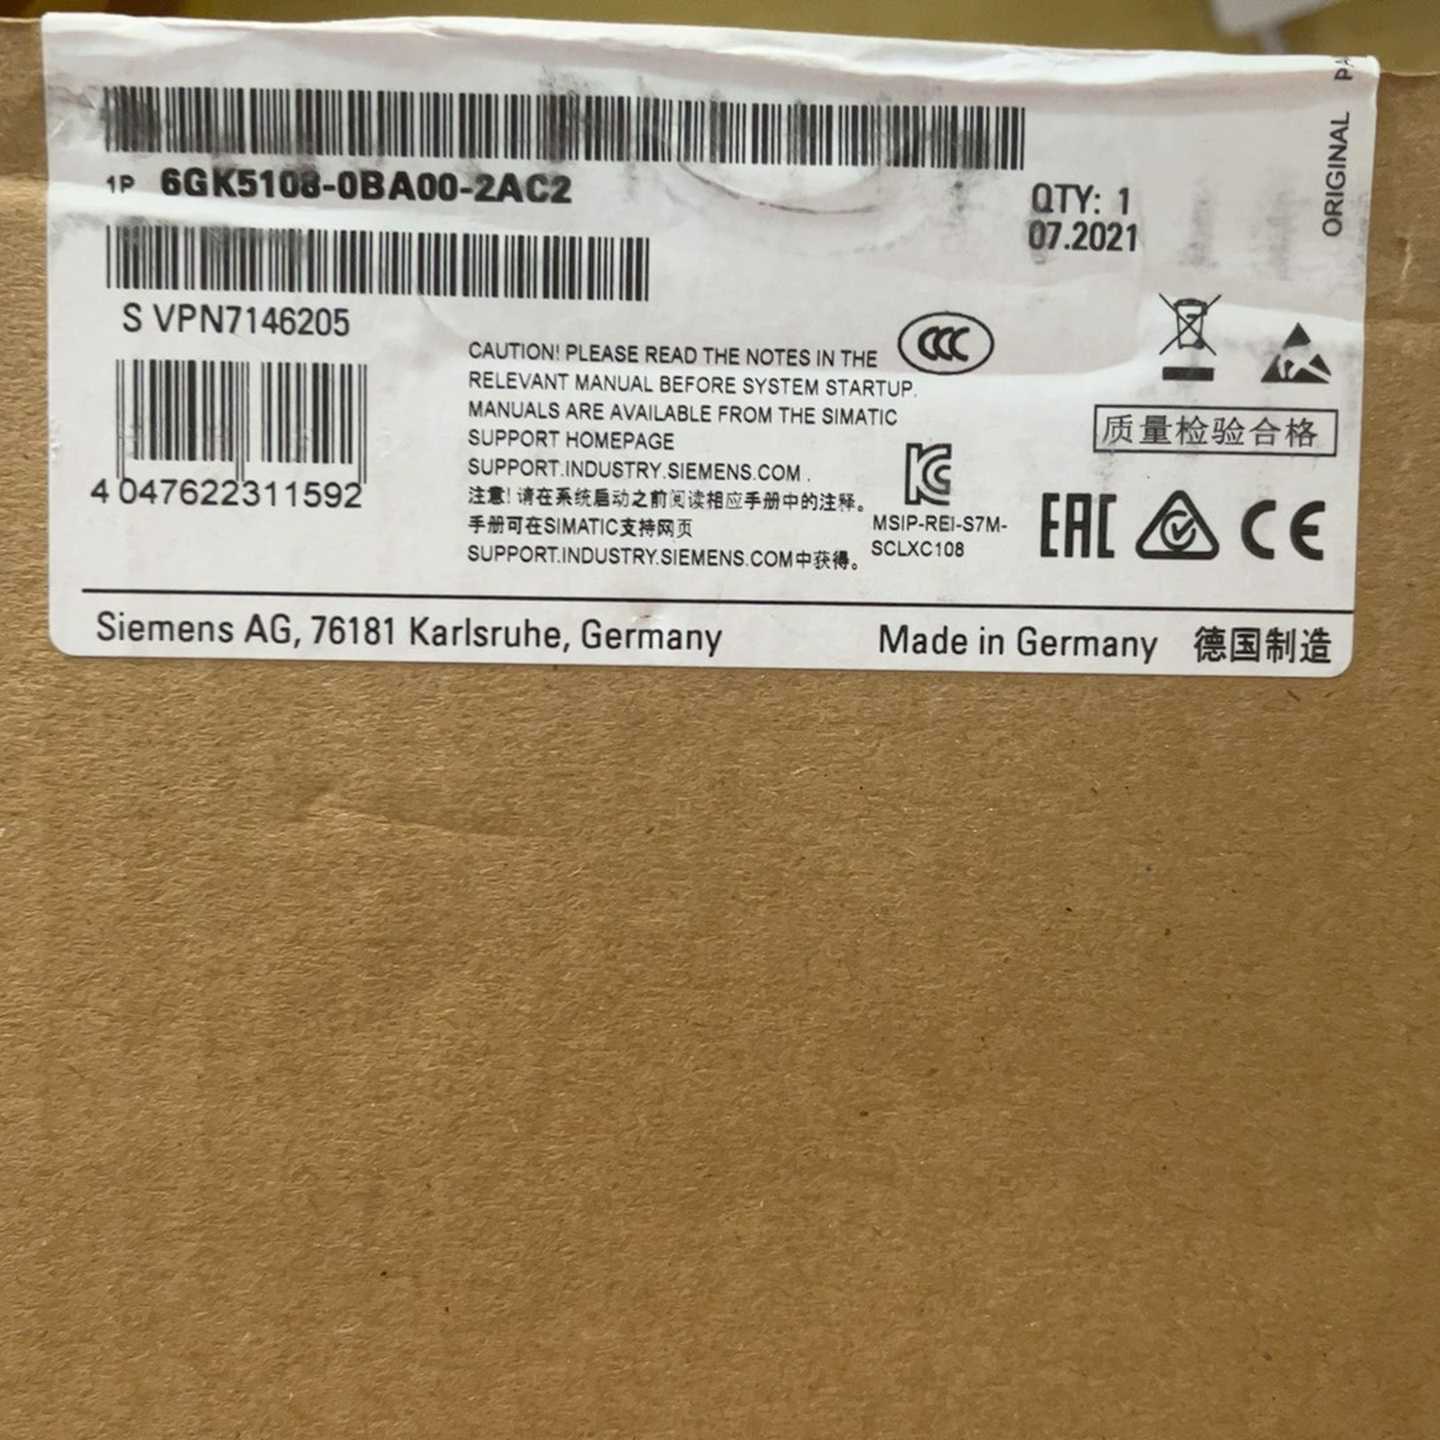 1P 6GK5108-0BA00-2AC2
QTY: 1
07.2021
S VPN7146205
4 047622311592
CAUTION! PLEASE READ THE NOTES IN THE
RELEVANT MANUAL BEFORE SYSTEM STARTUP.
MANUALS ARE AVAILABLE FROM THE SIMATIC
SUPPORT HOMEPAGE
SUPPORT.INDUSTRY.SIEMENS.COM .
注意! 请在系统启动之前阅读相应手册中的注释。
手册可在SIMATIC支持网页
SUPPORT.INDUSTRY.SIEMENS.COM中获得。
CCC
MSIP-REI-S7M-
SCLXC108
质量检验合格
EAC
CE
ORIGINAL
Siemens AG, 76181 Karlsruhe, Germany
Made in Germany 德国制造